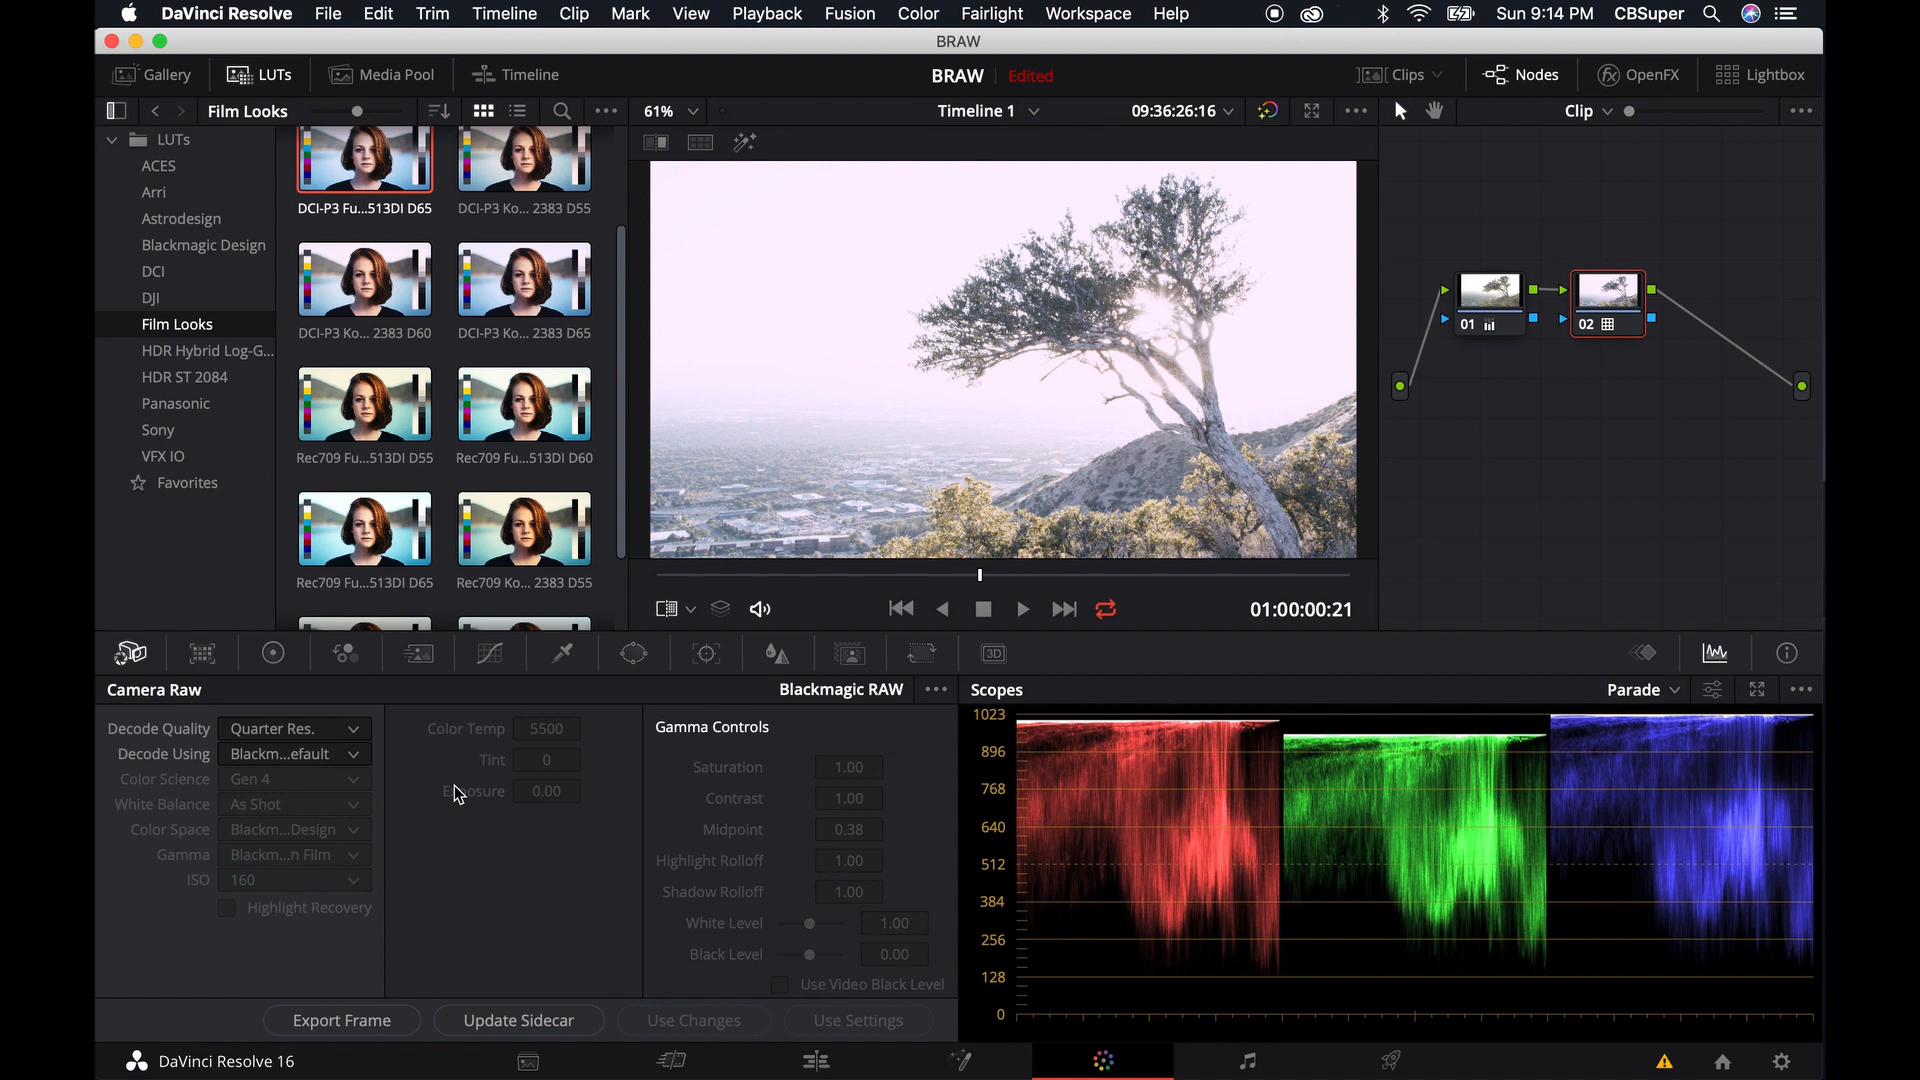 DaVinci Resolve File Edit Trim Timeline Clip Mark View Playback Fusion Color Fairlight Workspace Help Sun 9:14 PM CBSuper
BRAW
Gallery LUTs Media Pool Timeline BRAW Edited Clips Nodes OpenFX Lightbox
Film Looks 61% Timeline 1 09:36:26:16 Clip
LUTs
ACES
Arri
Astrodesign
Blackmagic Design
DCI
DJI
Film Looks
HDR Hybrid Log-G...
HDR ST 2084
Panasonic
Sony
VFX IO
Favorites
DCI-P3 Fu...513DI D65 DCI-P3 Ko... 2383 D55
DCI-P3 Ko... 2383 D60 DCI-P3 Ko... 2383 D65
Rec709 Fu...513DI D55 Rec709 Fu...513DI D60
Rec709 Fu...513DI D65 Rec709 Ko... 2383 D55
01 02
01:00:00:21
3D
Camera Raw Blackmagic RAW
Decode Quality Quarter Res.
Decode Using Blackm...efault
Color Science Gen 4
White Balance As Shot
Color Space Blackm...Design
Gamma Blackm...n Film
ISO 160
Highlight Recovery
Color Temp 5500
Tint 0
Exposure 0.00
Gamma Controls
Saturation 1.00
Contrast 1.00
Midpoint 0.38
Highlight Rolloff 1.00
Shadow Rolloff 1.00
White Level 1.00
Black Level 0.00
Use Video Black Level
Export Frame Update Sidecar Use Changes Use Settings
Scopes Parade
1023
896
768
640
512
384
256
128
0
DaVinci Resolve 16